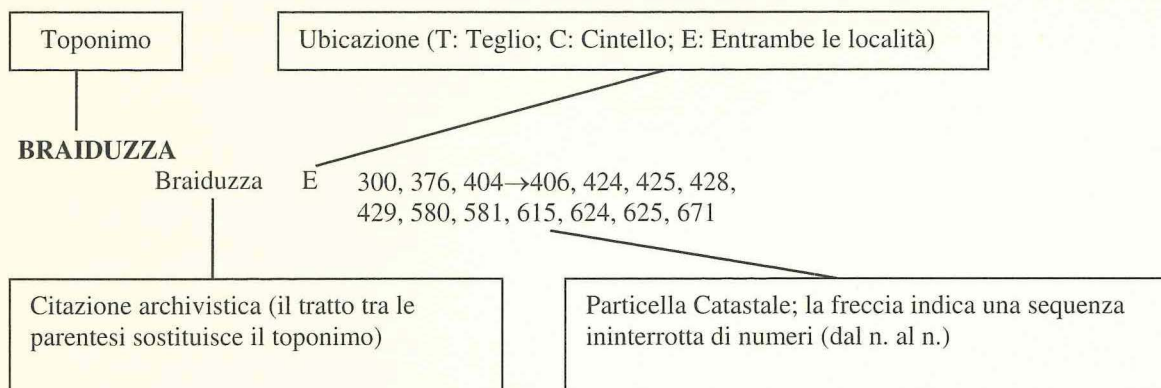 Toponimo
Ubicazione (T: Teglio; C: Cintello; E: Entrambe le località)
BRAIDUZZA
Braiduzza E 300, 376, 404→406, 424, 425, 428,
429, 580, 581, 615, 624, 625, 671
Citazione archivistica (il tratto tra le
parentesi sostituisce il toponimo)
Particella Catastale; la freccia indica una sequenza
ininterrotta di numeri (dal n. al n.)